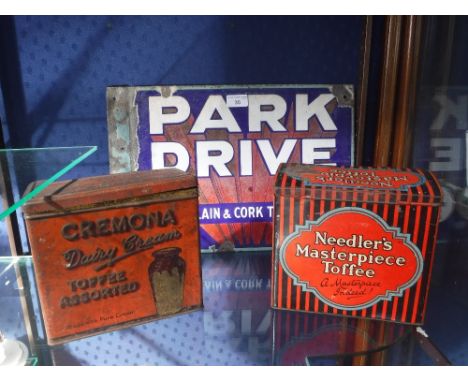 PARK
DRIVE
LAIN & CORK T
CREMONA
Dairy Cream
TOFFEE
ASSORTED
Needler's
Masterpiece
Toffee
A Masterpiece
Indeed!